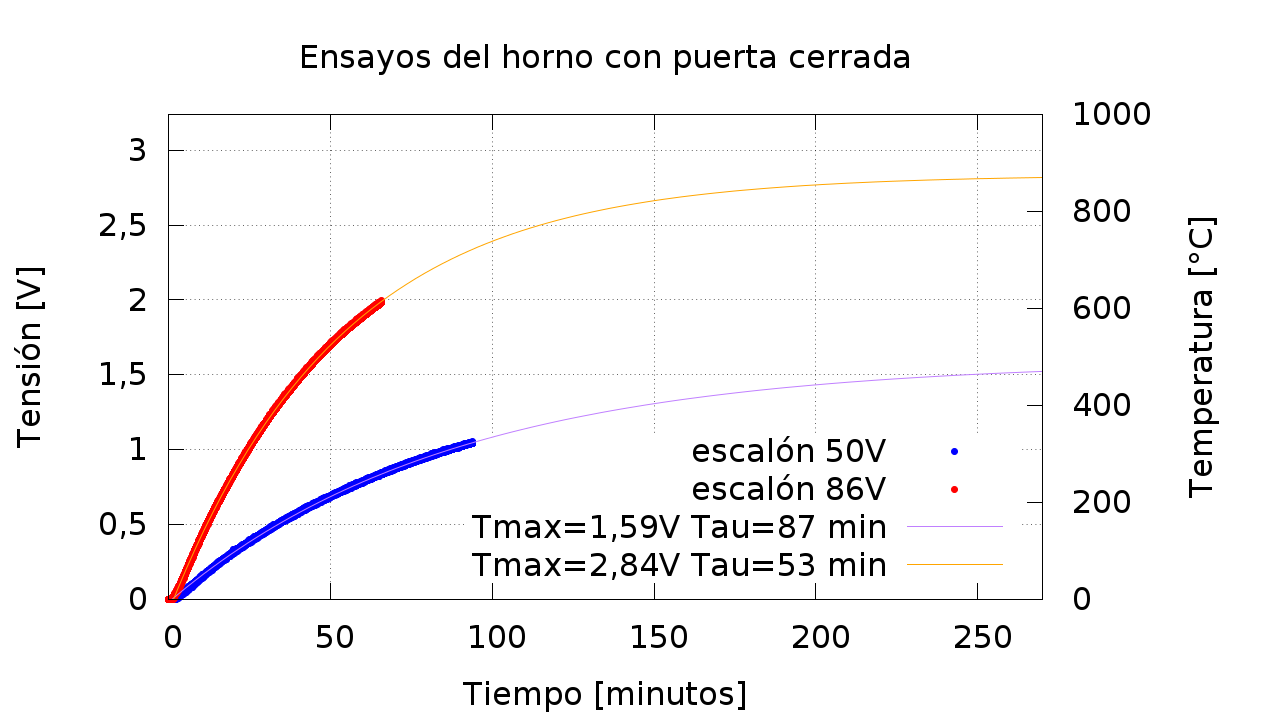 Ensayos del horno con puerta cerrada
Tensión [V]
3
2,5
2
1,5
1
0,5
0
1000
800
600
400
200
0
Temperatura [°C]
escalón 50V
escalón 86V
Tmax=1,59V Tau=87 min
Tmax=2,84V Tau=53 min
0 50 100 150 200 250
Tiempo [minutos]